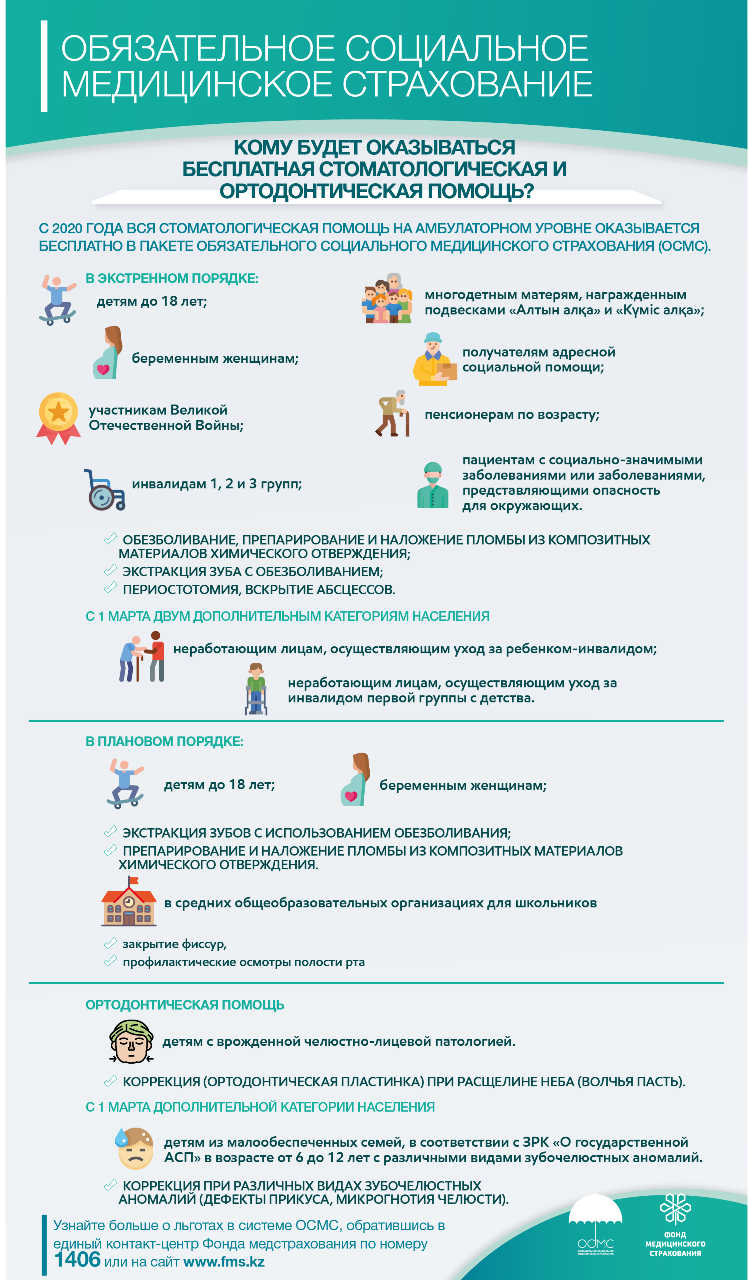 ОБЯЗАТЕЛЬНОЕ СОЦИАЛЬНОЕ
МЕДИЦИНСКОЕ СТРАХОВАНИЕ
КОМУ БУДЕТ ОКАЗЫВАТЬСЯ
БЕСПЛАТНАЯ СТОМАТОЛОГИЧЕСКАЯ И
ОРТОДОНТИЧЕСКАЯ ПОМОЩЬ?
С 2020 ГОДА ВСЯ СТОМАТОЛОГИЧЕСКАЯ ПОМОЩЬ НА АМБУЛАТОРНОМ УРОВНЕ ОКАЗЫВАЕТСЯ
БЕСПЛАТНО В ПАКЕТЕ ОБЯЗАТЕЛЬНОГО СОЦИАЛЬНОГО МЕДИЦИНСКОГО СТРАХОВАНИЯ (ОСМС).
В ЭКСТРЕННОМ ПОРЯДКЕ:
детям до 18 лет;
многодетным матерям, награжденным
подвесками «Алтын алқа» и «Күміс алқа»;
беременным женщинам;
получателям адресной
социальной помощи;
участникам Великой
Отечественной Войны;
пенсионерам по возрасту;
инвалидам 1, 2 и 3 групп;
пациентам с социально-значимыми
заболеваниями или заболеваниями,
представляющими опасность
для окружающих.
ОБЕЗБОЛИВАНИЕ, ПРЕПАРИРОВАНИЕ И НАЛОЖЕНИЕ ПЛОМБЫ ИЗ КОМПОЗИТНЫХ
МАТЕРИАЛОВ ХИМИЧЕСКОГО ОТВЕРЖДЕНИЯ;
ЭКСТРАКЦИЯ ЗУБА С ОБЕЗБОЛИВАНИЕМ;
ПЕРИОСТОТОМИЯ, ВСКРЫТИЕ АБСЦЕССОВ.
С 1 МАРТА ДВУМ ДОПОЛНИТЕЛЬНЫМ КАТЕГОРИЯМ НАСЕЛЕНИЯ
неработающим лицам, осуществляющим уход за ребенком-инвалидом;
неработающим лицам, осуществляющим уход за
инвалидом первой группы с детства.
В ПЛАНОВОМ ПОРЯДКЕ:
детям до 18 лет;
беременным женщинам;
ЭКСТРАКЦИЯ ЗУБОВ С ИСПОЛЬЗОВАНИЕМ ОБЕЗБОЛИВАНИЯ;
ПРЕПАРИРОВАНИЕ И НАЛОЖЕНИЕ ПЛОМБЫ ИЗ КОМПОЗИТНЫХ МАТЕРИАЛОВ
ХИМИЧЕСКОГО ОТВЕРЖДЕНИЯ.
в средних общеобразовательных организациях для школьников
закрытие фиссур,
профилактические осмотры полости рта
ОРТОДОНТИЧЕСКАЯ ПОМОЩЬ
детям с врожденной челюстно-лицевой патологией.
КОРРЕКЦИЯ (ОРТОДОНТИЧЕСКАЯ ПЛАСТИНКА) ПРИ РАСЩЕЛИНЕ НЕБА (ВОЛЧЬЯ ПАСТЬ).
С 1 МАРТА ДОПОЛНИТЕЛЬНОЙ КАТЕГОРИИ НАСЕЛЕНИЯ
детям из малообеспеченных семей, в соответствии с ЗРК «О государственной
АСП» в возрасте от 6 до 12 лет с различными видами зубочелюстных аномалий.
КОРРЕКЦИЯ ПРИ РАЗЛИЧНЫХ ВИДАХ ЗУБОЧЕЛЮСТНЫХ
АНОМАЛИЙ (ДЕФЕКТЫ ПРИКУСА, МИКРОГНОТИЯ ЧЕЛЮСТИ).
Узнайте больше о льготах в системе ОСМС, обратившись в
единый контакт-центр Фонда медстрахования по номеру
1406 или на сайт www.fms.kz
ОСМС
ФОНД
МЕДИЦИНСКОГО
СТРАХОВАНИЯ